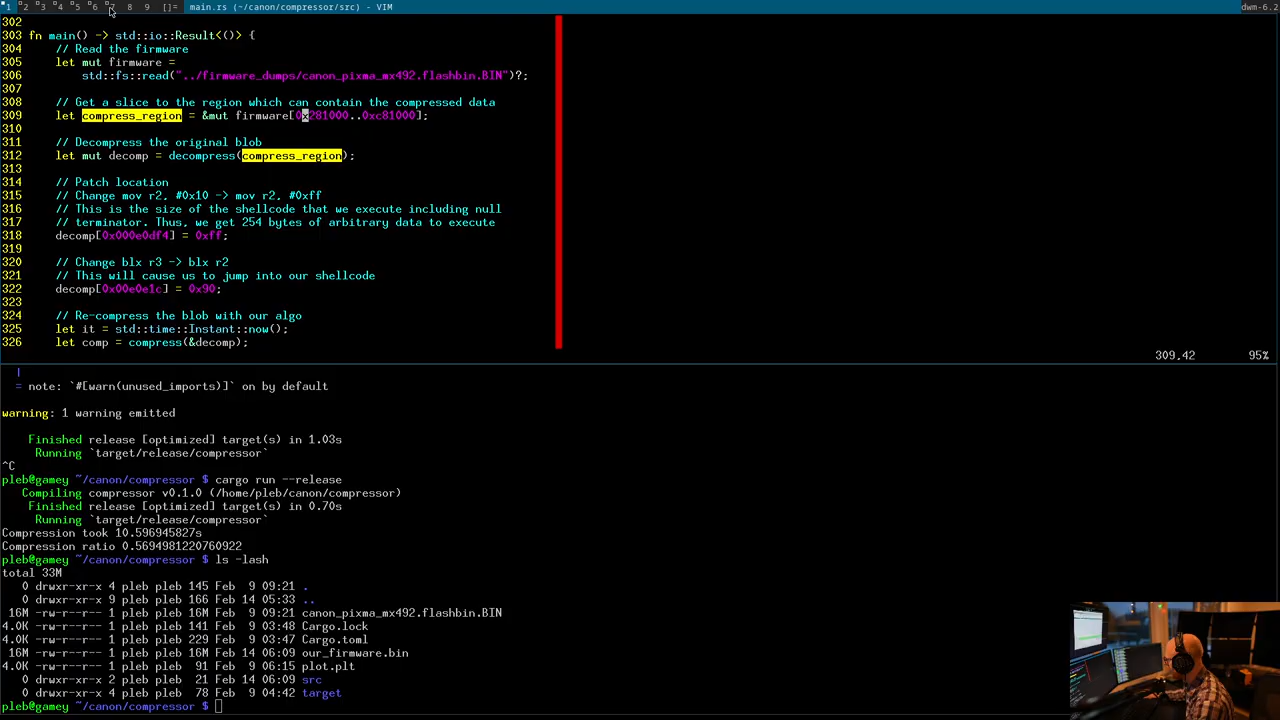 1 2 3 4 5 6 7 8 9 []= main.rs (~/canon/compressor/src) - VIM dwm-6.2
302
303 fn main() -> std::io::Result<()> {
304     // Read the firmware
305     let mut firmware =
306         std::fs::read("../firmware_dumps/canon_pixma_mx492.flashbin.BIN")?;
307
308     // Get a slice to the region which can contain the compressed data
309     let compress_region = &mut firmware[0x281000..0xc81000];
310
311     // Decompress the original blob
312     let mut decomp = decompress(compress_region);
313
314     // Patch location
315     // Change mov r2, #0x10 -> mov r2, #0xff
316     // This is the size of the shellcode that we execute including null
317     // terminator. Thus, we get 254 bytes of arbitrary data to execute
318     decomp[0x000e0df4] = 0xff;
319
320     // Change blx r3 -> blx r2
321     // This will cause us to jump into our shellcode
322     decomp[0x00e0e1c] = 0x90;
323
324     // Re-compress the blob with our algo
325     let it = std::time::Instant::now();
326     let comp = compress(&decomp);
309,42 95%
|
= note: `#[warn(unused_imports)]` on by default
warning: 1 warning emitted
Finished release [optimized] target(s) in 1.03s
Running `target/release/compressor`
^C
pleb@gamey ~/canon/compressor $ cargo run --release
Compiling compressor v0.1.0 (/home/pleb/canon/compressor)
Finished release [optimized] target(s) in 0.70s
Running `target/release/compressor`
Compression took 10.596945827s
Compression ratio 0.5694981220760922
pleb@gamey ~/canon/compressor $ ls -lash
total 33M
0 drwxr-xr-x 4 pleb pleb 145 Feb  9 09:21 .
0 drwxr-xr-x 9 pleb pleb 166 Feb 14 05:33 ..
16M -rw-r--r-- 1 pleb pleb 16M Feb  9 09:21 canon_pixma_mx492.flashbin.BIN
4.0K -rw-r--r-- 1 pleb pleb 141 Feb  9 03:48 Cargo.lock
4.0K -rw-r--r-- 1 pleb pleb 229 Feb  9 03:47 Cargo.toml
16M -rw-r--r-- 1 pleb pleb 16M Feb 14 06:09 our_firmware.bin
4.0K -rw-r--r-- 1 pleb pleb  91 Feb  9 06:15 plot.plt
0 drwxr-xr-x 2 pleb pleb  21 Feb 14 06:09 src
0 drwxr-xr-x 4 pleb pleb  78 Feb  9 04:42 target
pleb@gamey ~/canon/compressor $